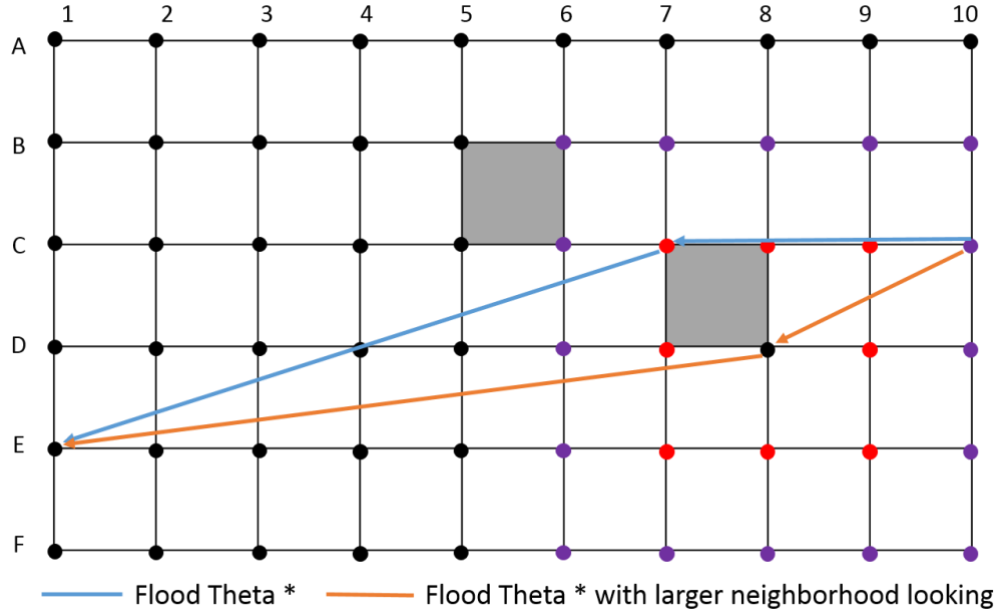 1 2 3 4 5 6 7 8 9 10
A
B
C
D
E
F
Flood Theta * Flood Theta * with larger neighborhood looking